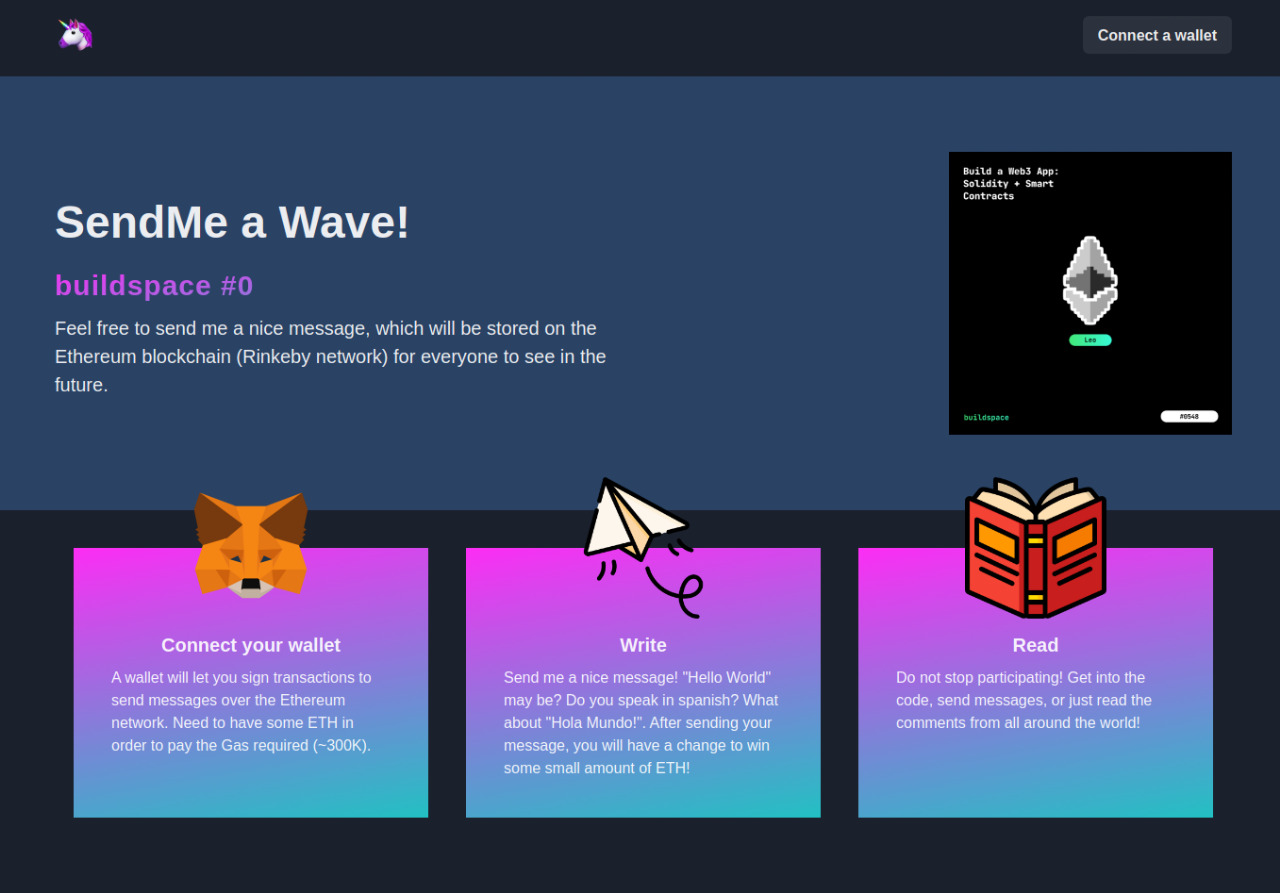 Connect a wallet
SendMe a Wave!
buildspace #0
Feel free to send me a nice message, which will be stored on the
Ethereum blockchain (Rinkeby network) for everyone to see in the
future.
Build a Web3 App:
Solidity + Smart
Contracts
Leo
buildspace
#0548
Connect your wallet
A wallet will let you sign transactions to
send messages over the Ethereum
network. Need to have some ETH in
order to pay the Gas required (~300K).
Write
Send me a nice message! "Hello World"
may be? Do you speak in spanish? What
about "Hola Mundo!". After sending your
message, you will have a change to win
some small amount of ETH!
Read
Do not stop participating! Get into the
code, send messages, or just read the
comments from all around the world!